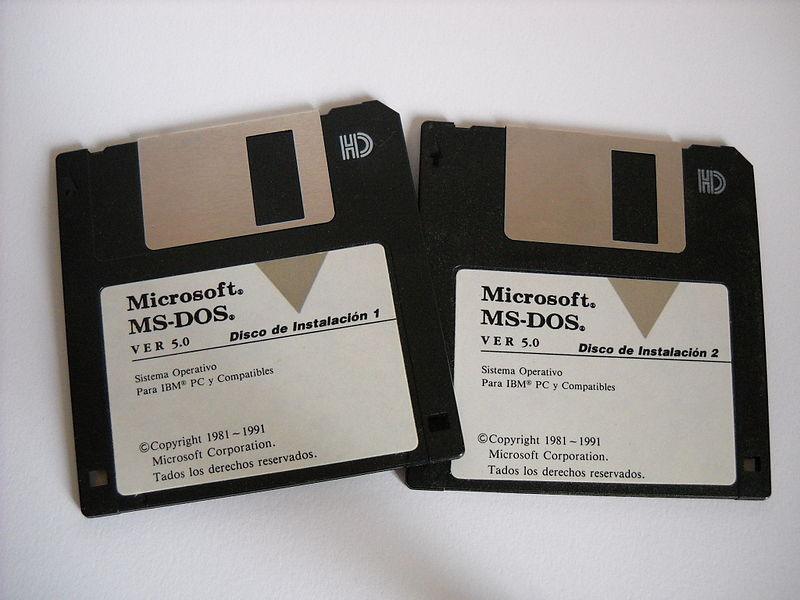 HD
Microsoft®
MS-DOS®
VER 5.0
Disco de Instalación 1
Sistema Operativo
Para IBM® PC y Compatibles
©Copyright 1981~1991
Microsoft Corporation.
Tados los derechos reservados.
HD
Microsoft®
MS-DOS®
VER 5.0
Disco de Instalación 2
Sistema Operativo
Para IBM® PC y Compatibles
©Copyright 1981~1991
Microsoft Corporation.
Tados los derechos reservados.